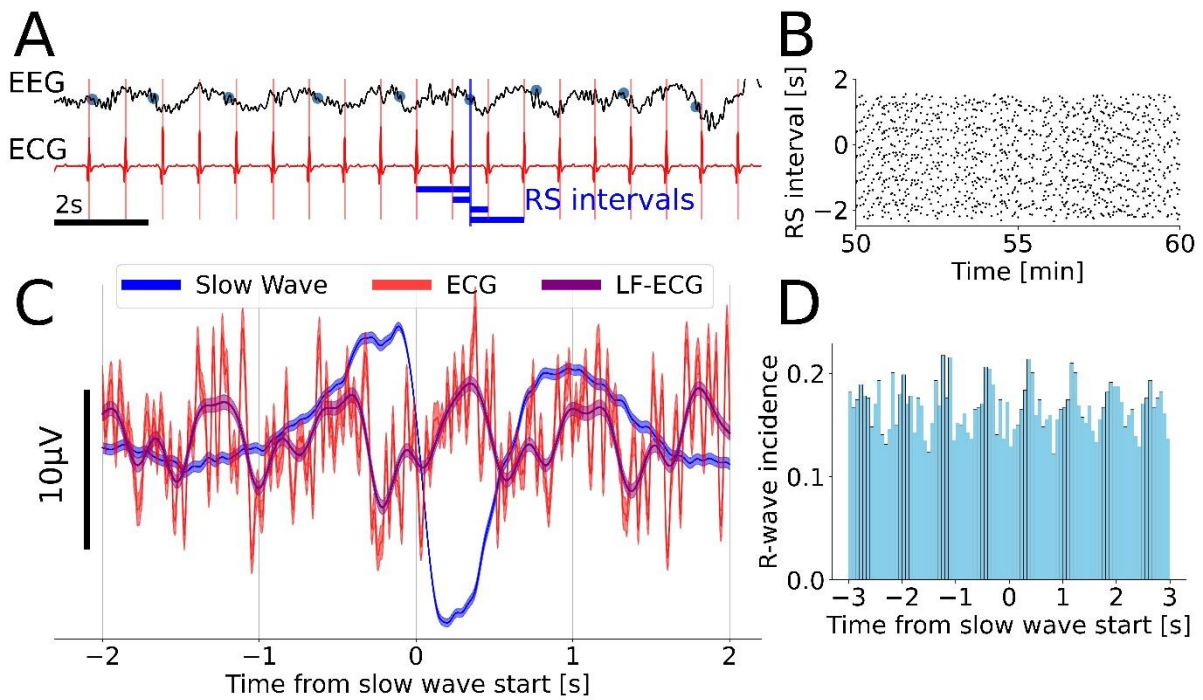 A
EEG
ECG
2s
RS intervals
B
RS interval [s]
2
0
−2
50
55
60
Time [min]
C
Slow Wave
ECG
LF-ECG
10μV
−2
−1
0
1
2
Time from slow wave start [s]
D
R-wave incidence
0.2
0.1
0.0
−3
−2
−1
0
1
2
3
Time from slow wave start [s]